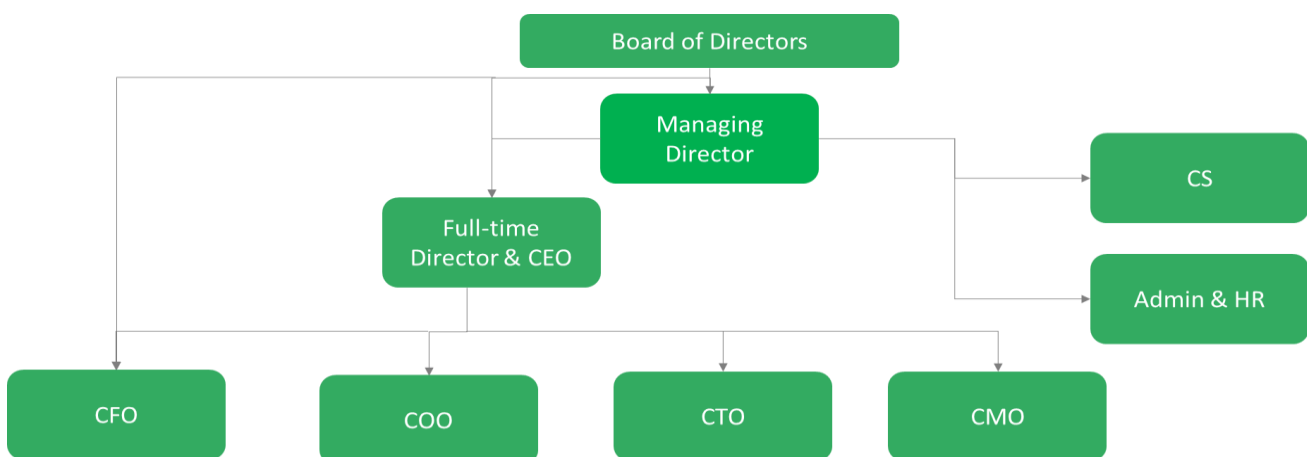 Board of Directors
Managing
Director
CS
Full-time
Director & CEO
Admin & HR
CFO
COO
CTO
CMO